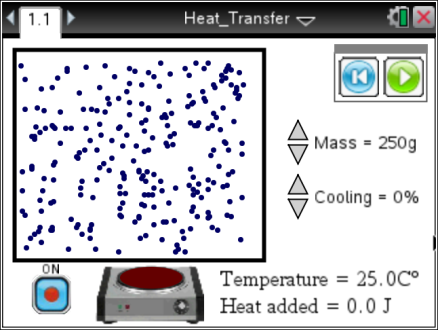 1.1
Heat_Transfer
Mass = 250g
Cooling = 0%
ON
Temperature = 25.0C°
Heat added = 0.0 J